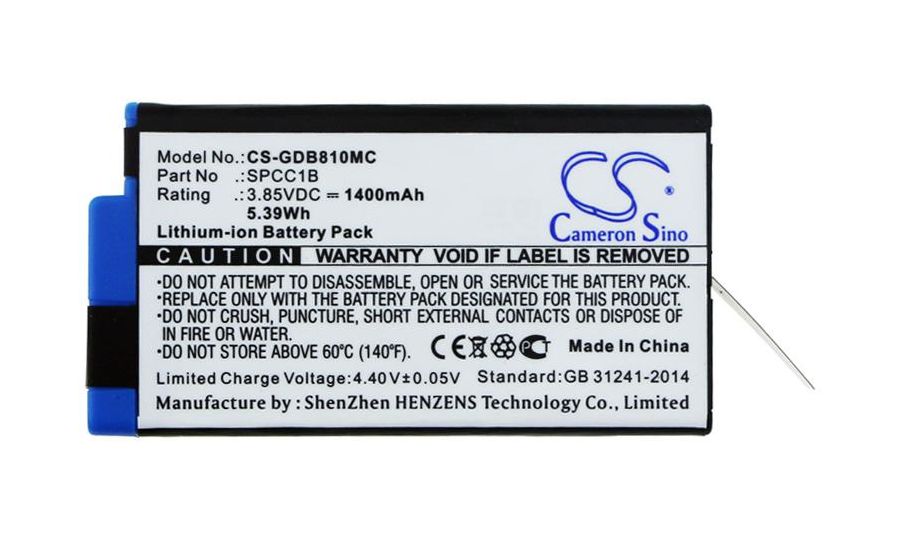 Model No.: CS-GDB810MC
Part No .: SPCC1B
Rating .: 3.85VDC ⎓ 1400mAh
5.39Wh
Lithium-ion Battery Pack
CS ®
Cameron Sino
CAUTION WARRANTY VOID IF LABEL IS REMOVED
•DO NOT ATTEMPT TO DISASSEMBLE, OPEN OR SERVICE THE BATTERY PACK.
•REPLACE WITH THE BATTERY PACK DESIGNATED FOR THIS PRODUCT ONLY.
•DO NOT CRUSH, PUNCTURE, SHORT EXTERNAL CONTACTS OR DISPOSE OF
IN FIRE OR WATER.
•DO NOT STORE ABOVE 60°C (140°F). CE PCT Made In China
Limited Charge Voltage:4.40V±0.05V Standard:GB 31241-2014
Manufacture by : ShenZhen HENZENS Technology Co., Limited